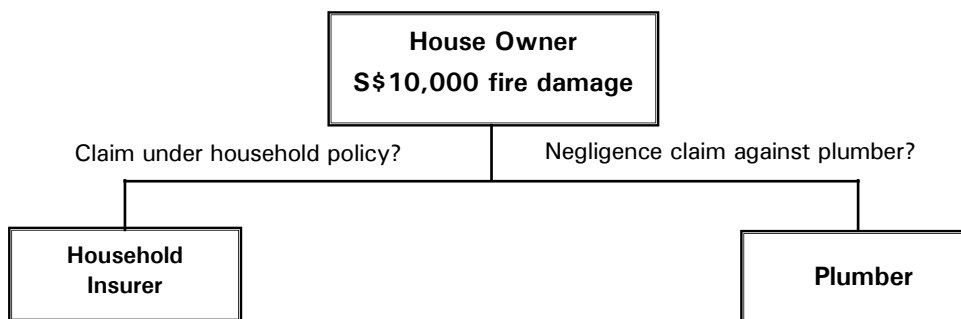 House Owner
S$10,000 fire damage
Claim under household policy?
Negligence claim against plumber?
Household
Insurer
Plumber